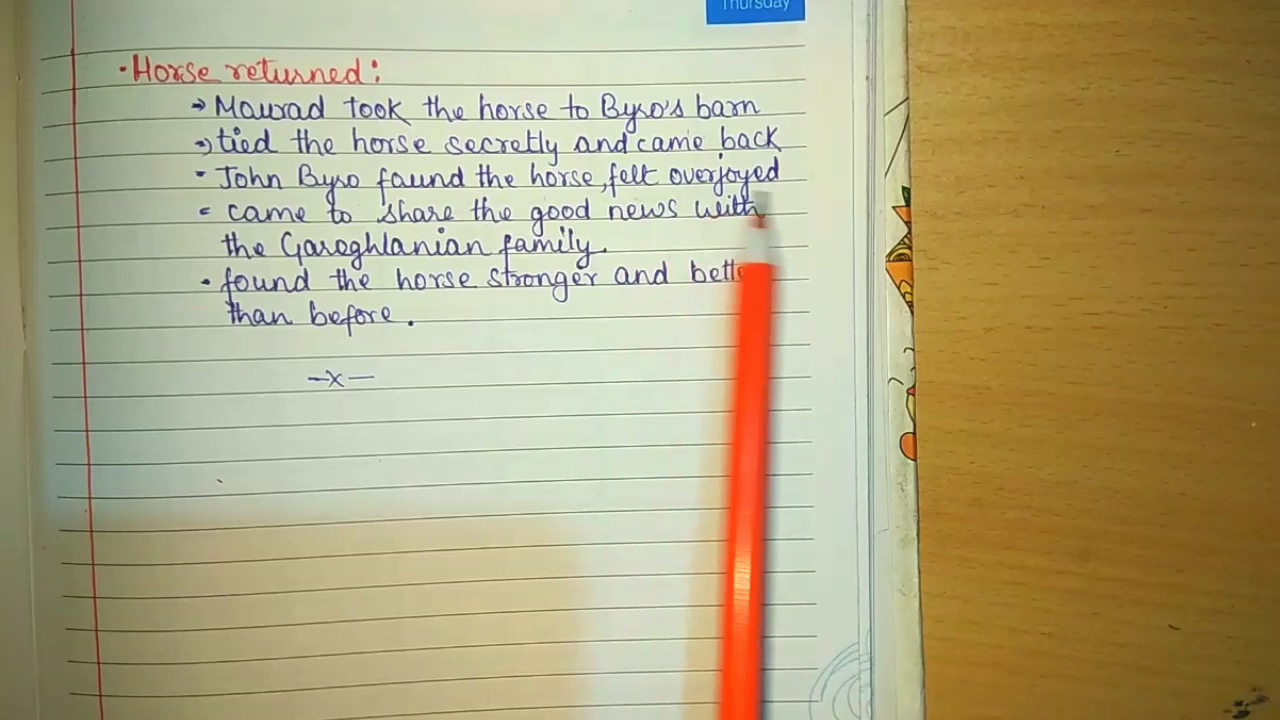 Thursday
• Horse returned:
→ Mourad took the horse to Byro's barn
→ tied the horse secretly and came back
- John Byro faund the horse, felt overjoyed
- came to share the good news with
the Garoghlanian family.
• found the horse stronger and bette
than before.
—x—